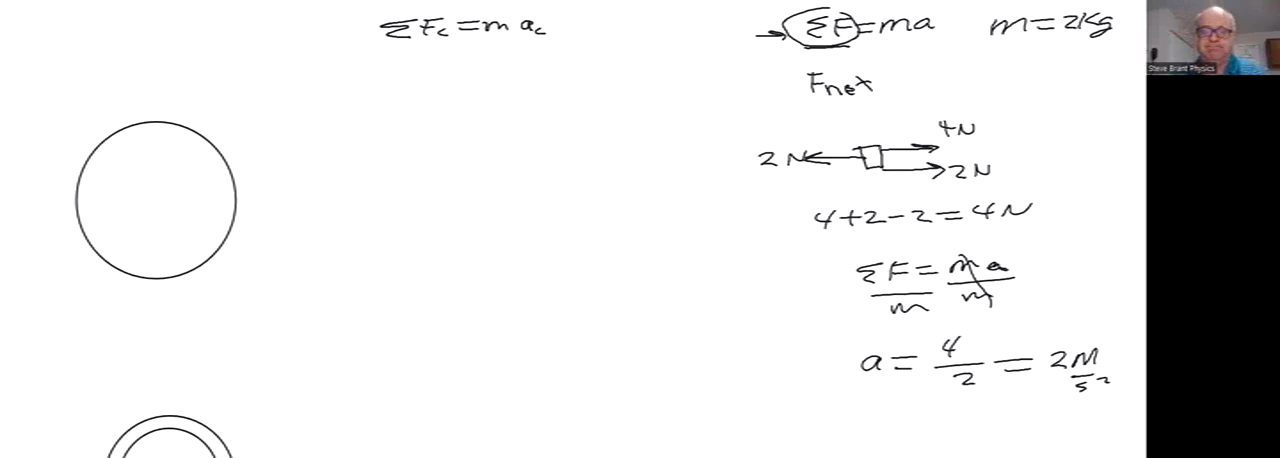 ΣFc = m ac
→ ΣF = ma m = 2Kg
Fnet
4N
2N
2N
4+2-2=4N
ΣF = ma
m m
a = 4/2 = 2 M/s²
Steve Brant Physics